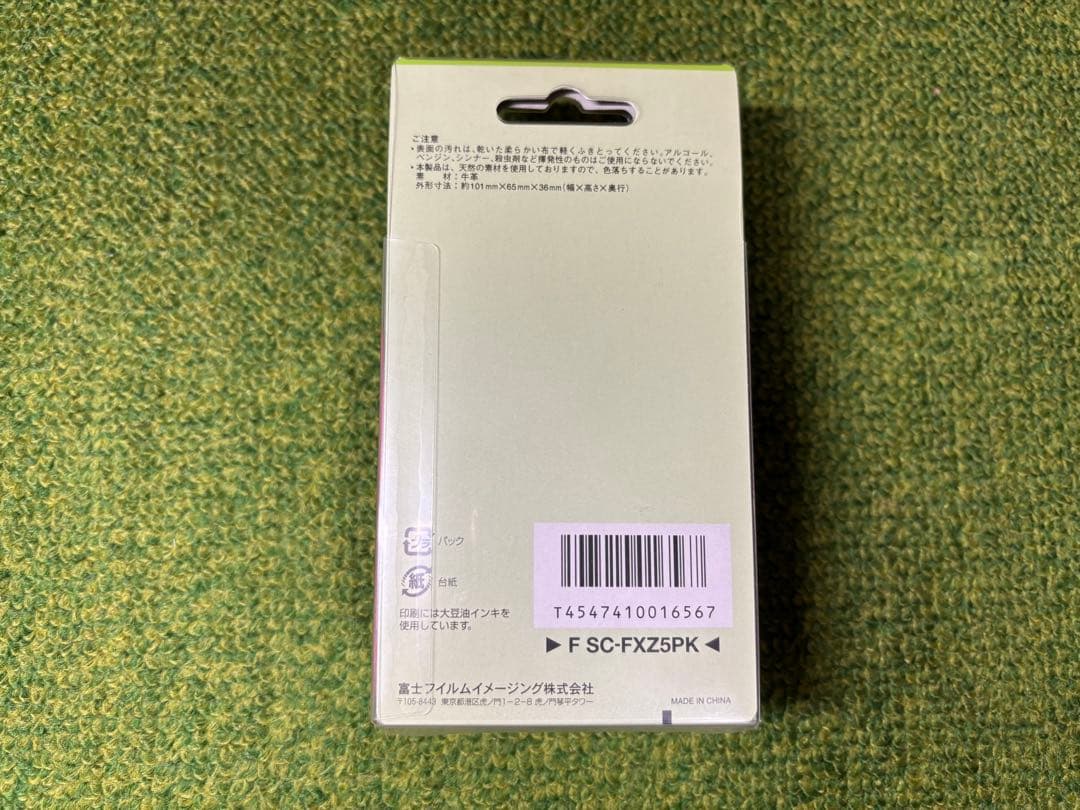 ご注意
・表面の汚れは、乾いた柔らかい布で軽くふきとってください。アルコール、
ベンジン、シンナー、殺虫剤など揮発性のものはご使用にならないでください。
・本製品は、天然の素材を使用しておりますので、色落ちすることがあります。
素　材：牛革
外形寸法：約101mm×65mm×36mm（幅×高さ×奥行）
プラ パック
紙 台紙
印刷には大豆油インキを
使用しています。
T4547410016567
▶ F SC-FXZ5PK ◀
富士フイルムイメージング株式会社
〒105-8443 東京都港区虎ノ門1－2－8 虎ノ門琴平タワー
MADE IN CHINA